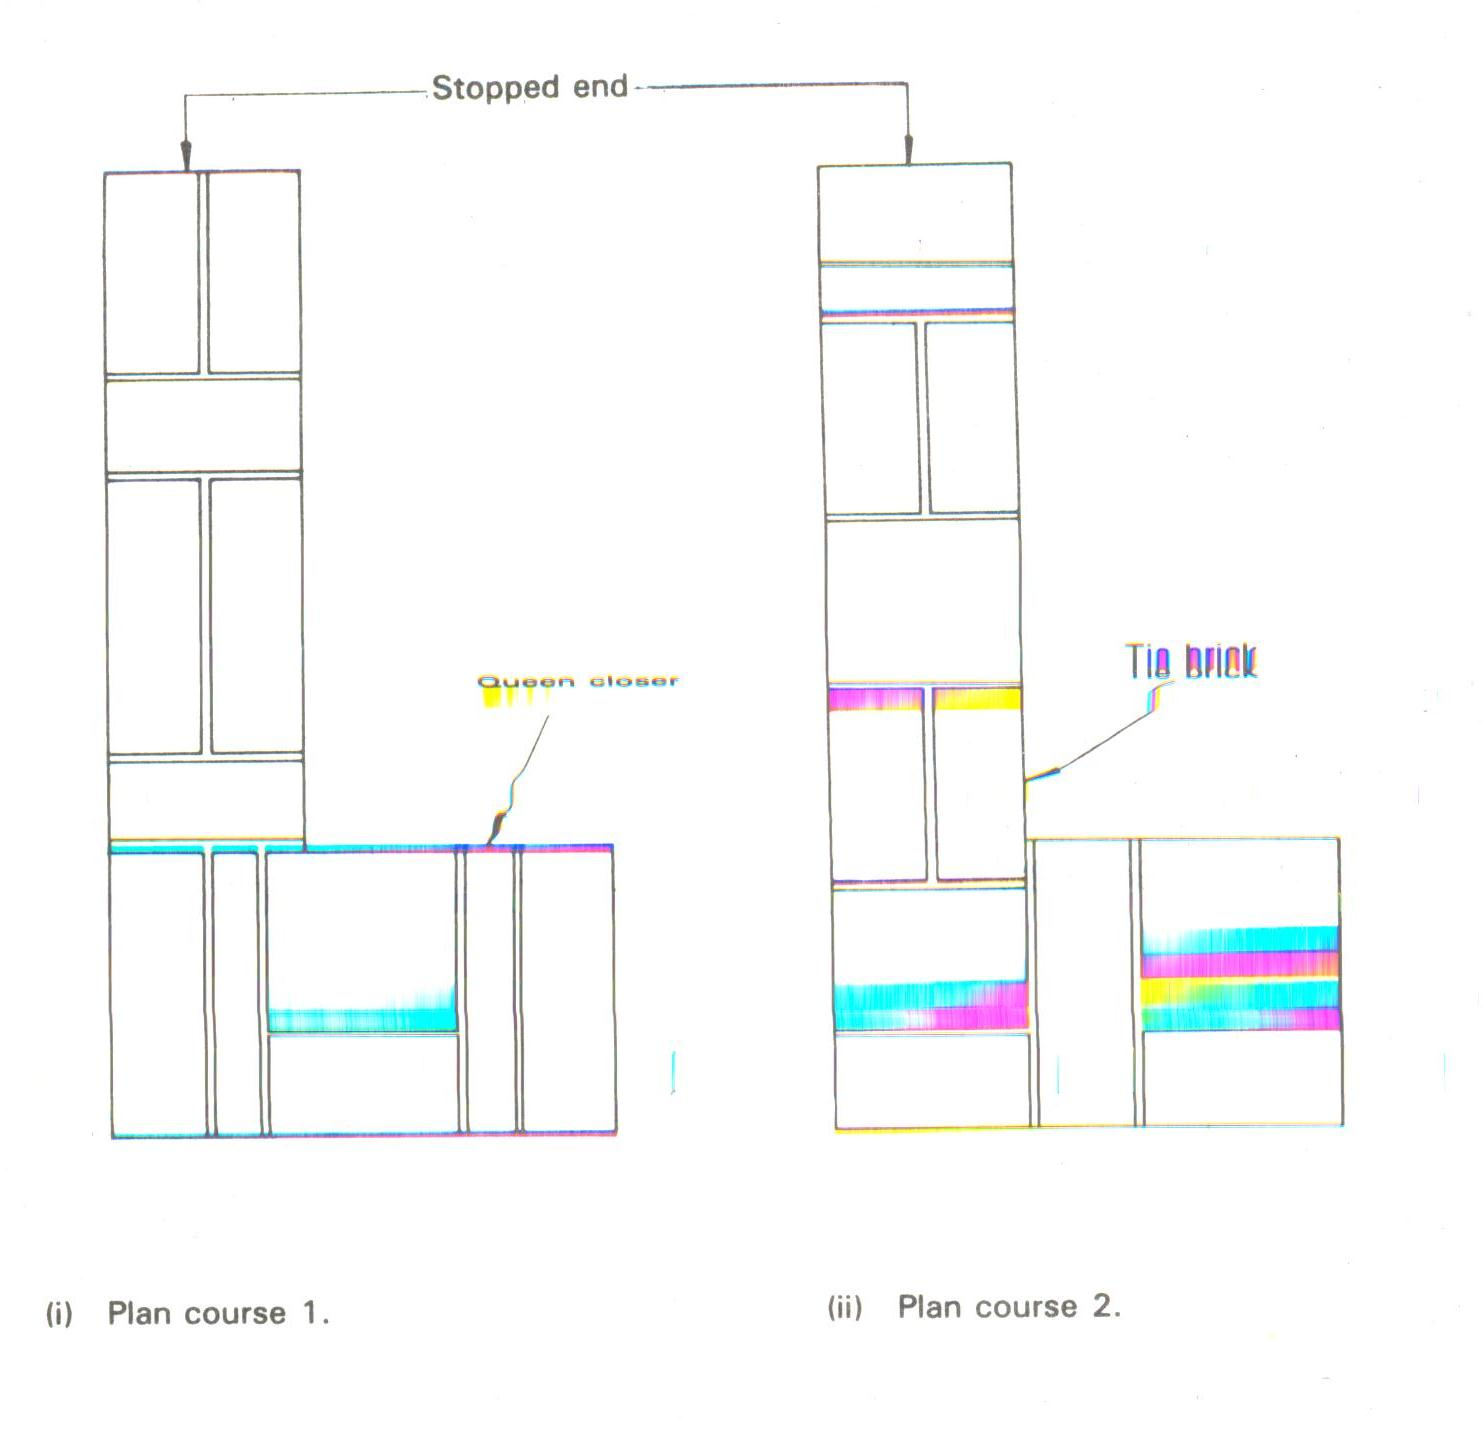 Stopped end
Queen closer
Tie brick
(i) Plan course 1.
(ii) Plan course 2.